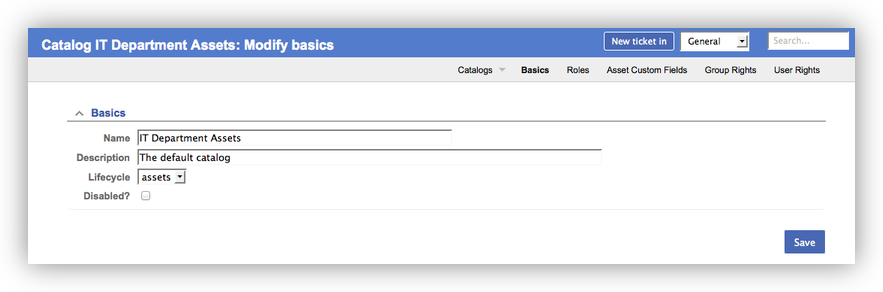 Catalog IT Department Assets: Modify basics
New ticket in General Search...
Catalogs Basics Roles Asset Custom Fields Group Rights User Rights
Basics
Name IT Department Assets
Description The default catalog
Lifecycle assets
Disabled?
Save